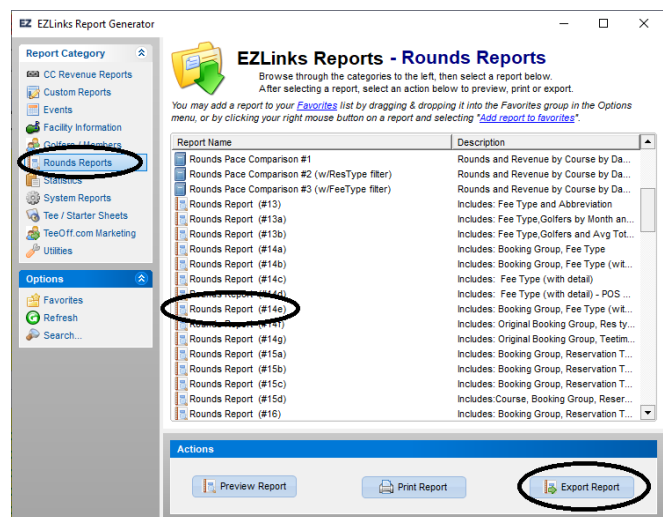 EZ EZLinks Report Generator
Report Category
CC Revenue Reports
Custom Reports
Events
Facility Information
Golfers / Members
Rounds Reports
Statistics
System Reports
Tee / Starter Sheets
TeeOff.com Marketing
Utilities
Options
Favorites
Refresh
Search...
EZLinks Reports - Rounds Reports
Browse through the categories to the left, then select a report below.
After selecting a report, select an action below to preview, print or export.
You may add a report to your Favorites list by dragging & dropping it into the Favorites group in the Options
menu, or by clicking your right mouse button on a report and selecting "Add report to favorites".
Report Name Description
Rounds Pace Comparison #1 Rounds and Revenue by Course by Da...
Rounds Pace Comparison #2 (w/ResType filter) Rounds and Revenue by Course by Da...
Rounds Pace Comparison #3 (w/FeeType filter) Rounds and Revenue by Course by Da...
Rounds Report (#13) Includes: Fee Type and Abbreviation
Rounds Report (#13a) Includes: Fee Type,Golfers by Month an...
Rounds Report (#13b) Includes: Fee Type,Golfers and Avg Tot...
Rounds Report (#14a) Includes: Booking Group, Fee Type
Rounds Report (#14b) Includes: Booking Group, Fee Type (wit...
Rounds Report (#14c) Includes: Fee Type (with detail)
Rounds Report (#14d) Includes: Fee Type (with detail) - POS ...
Rounds Report (#14e) Includes: Booking Group, Fee Type (wit...
Rounds Report (#14f) Includes: Original Booking Group, Res ty...
Rounds Report (#14g) Includes: Original Booking Group, Teetim...
Rounds Report (#15a) Includes: Booking Group, Reservation T...
Rounds Report (#15b) Includes: Booking Group, Reservation T...
Rounds Report (#15c) Includes: Booking Group, Reservation T...
Rounds Report (#15d) Includes:Course, Booking Group, Reser...
Rounds Report (#16) Includes: Booking Group, Reservation T...
Actions
Preview Report Print Report Export Report